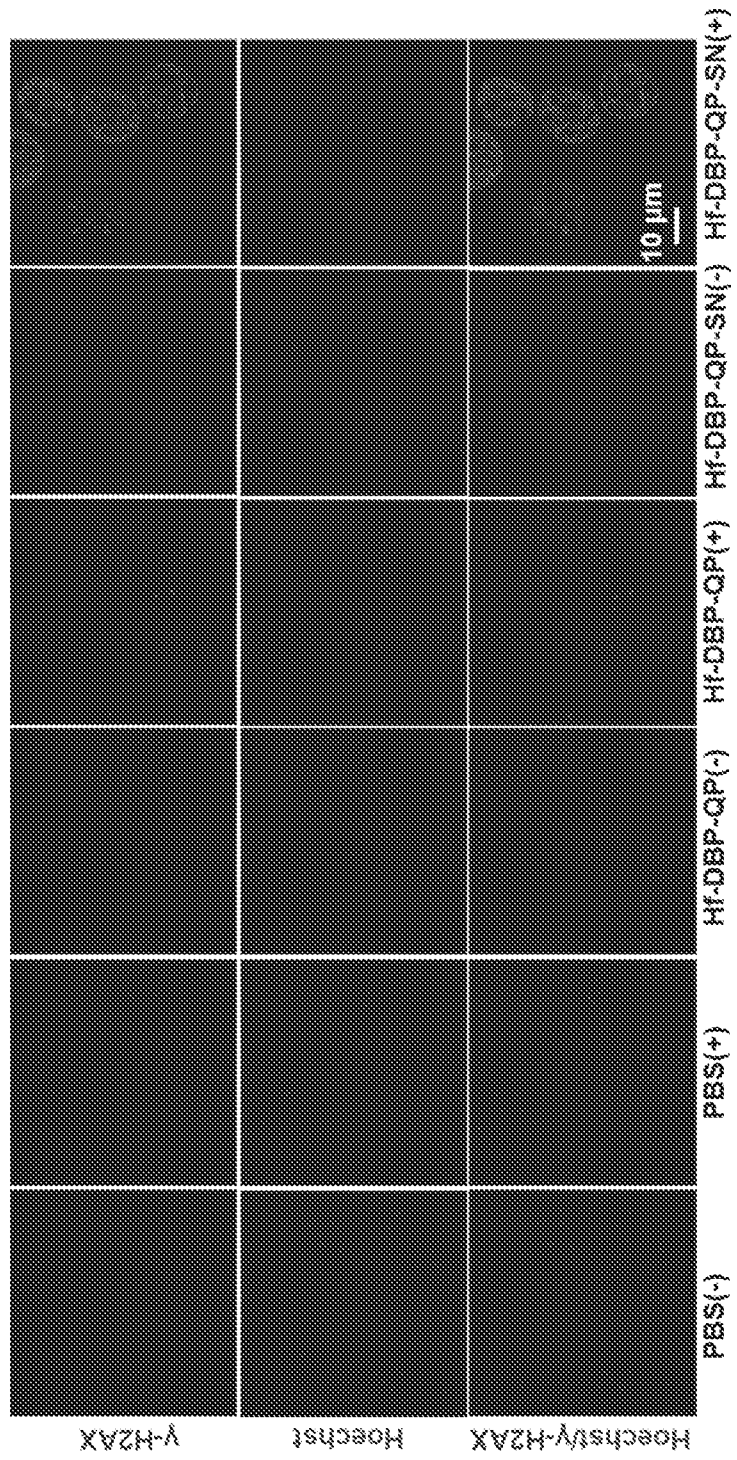 γ-H2AX
Hoechst
Hoechst/γ-H2AX
PBS(-)
PBS(+)
Hf-DBP-QP(-)
Hf-DBP-QP(+)
Hf-DBP-QP-SN(-)
Hf-DBP-QP-SN(+)
10 μm